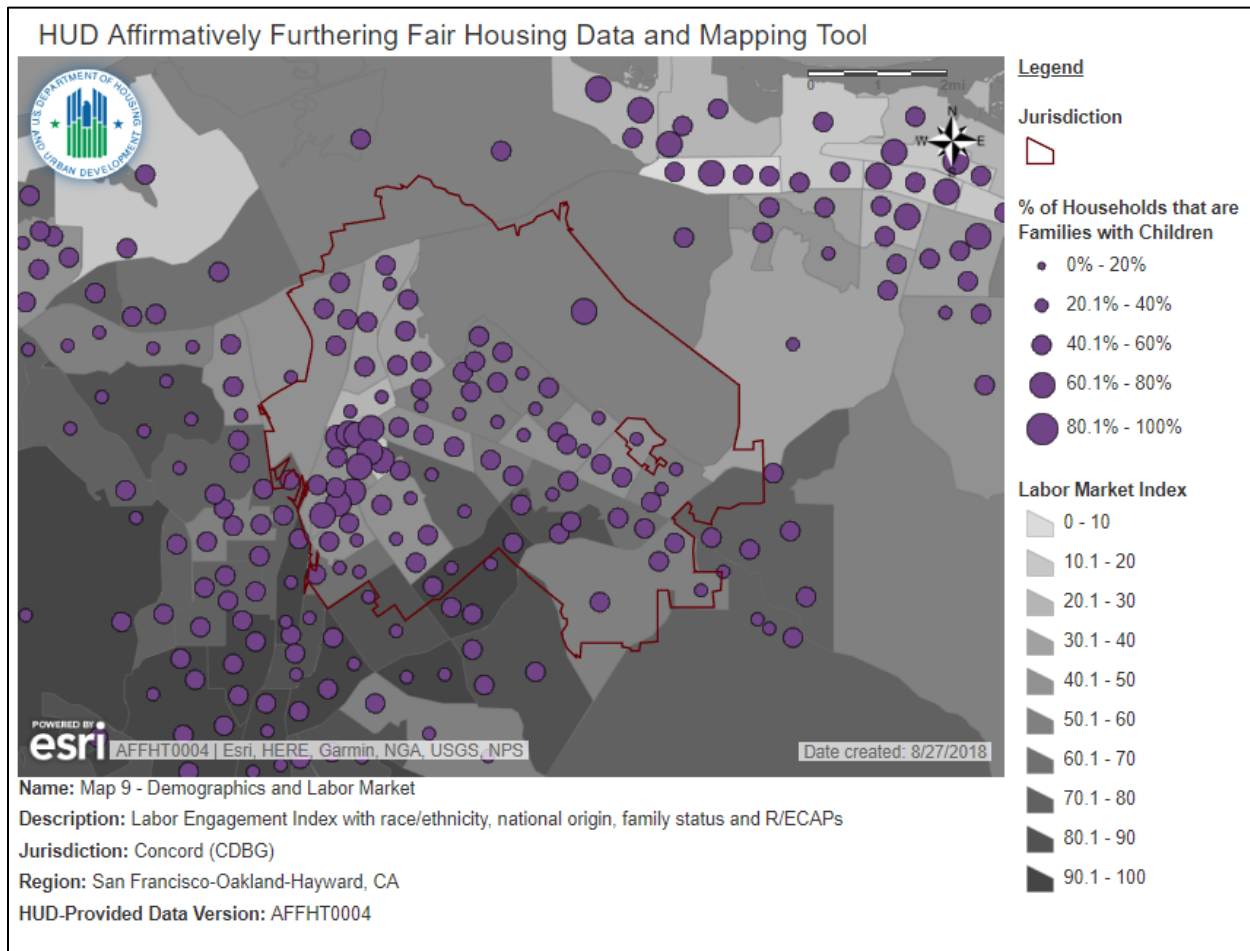 HUD Affirmatively Furthering Fair Housing Data and Mapping Tool
U.S. DEPARTMENT OF HOUSING
AND URBAN DEVELOPMENT
0 1 2mi
N
W E
S
Legend
Jurisdiction
% of Households that are
Families with Children
0% - 20%
20.1% - 40%
40.1% - 60%
60.1% - 80%
80.1% - 100%
Labor Market Index
0 - 10
10.1 - 20
20.1 - 30
30.1 - 40
40.1 - 50
50.1 - 60
60.1 - 70
70.1 - 80
80.1 - 90
90.1 - 100
POWERED BY
esri
AFFHT0004 | Esri, HERE, Garmin, NGA, USGS, NPS
Date created: 8/27/2018
Name: Map 9 - Demographics and Labor Market
Description: Labor Engagement Index with race/ethnicity, national origin, family status and R/ECAPs
Jurisdiction: Concord (CDBG)
Region: San Francisco-Oakland-Hayward, CA
HUD-Provided Data Version: AFFHT0004